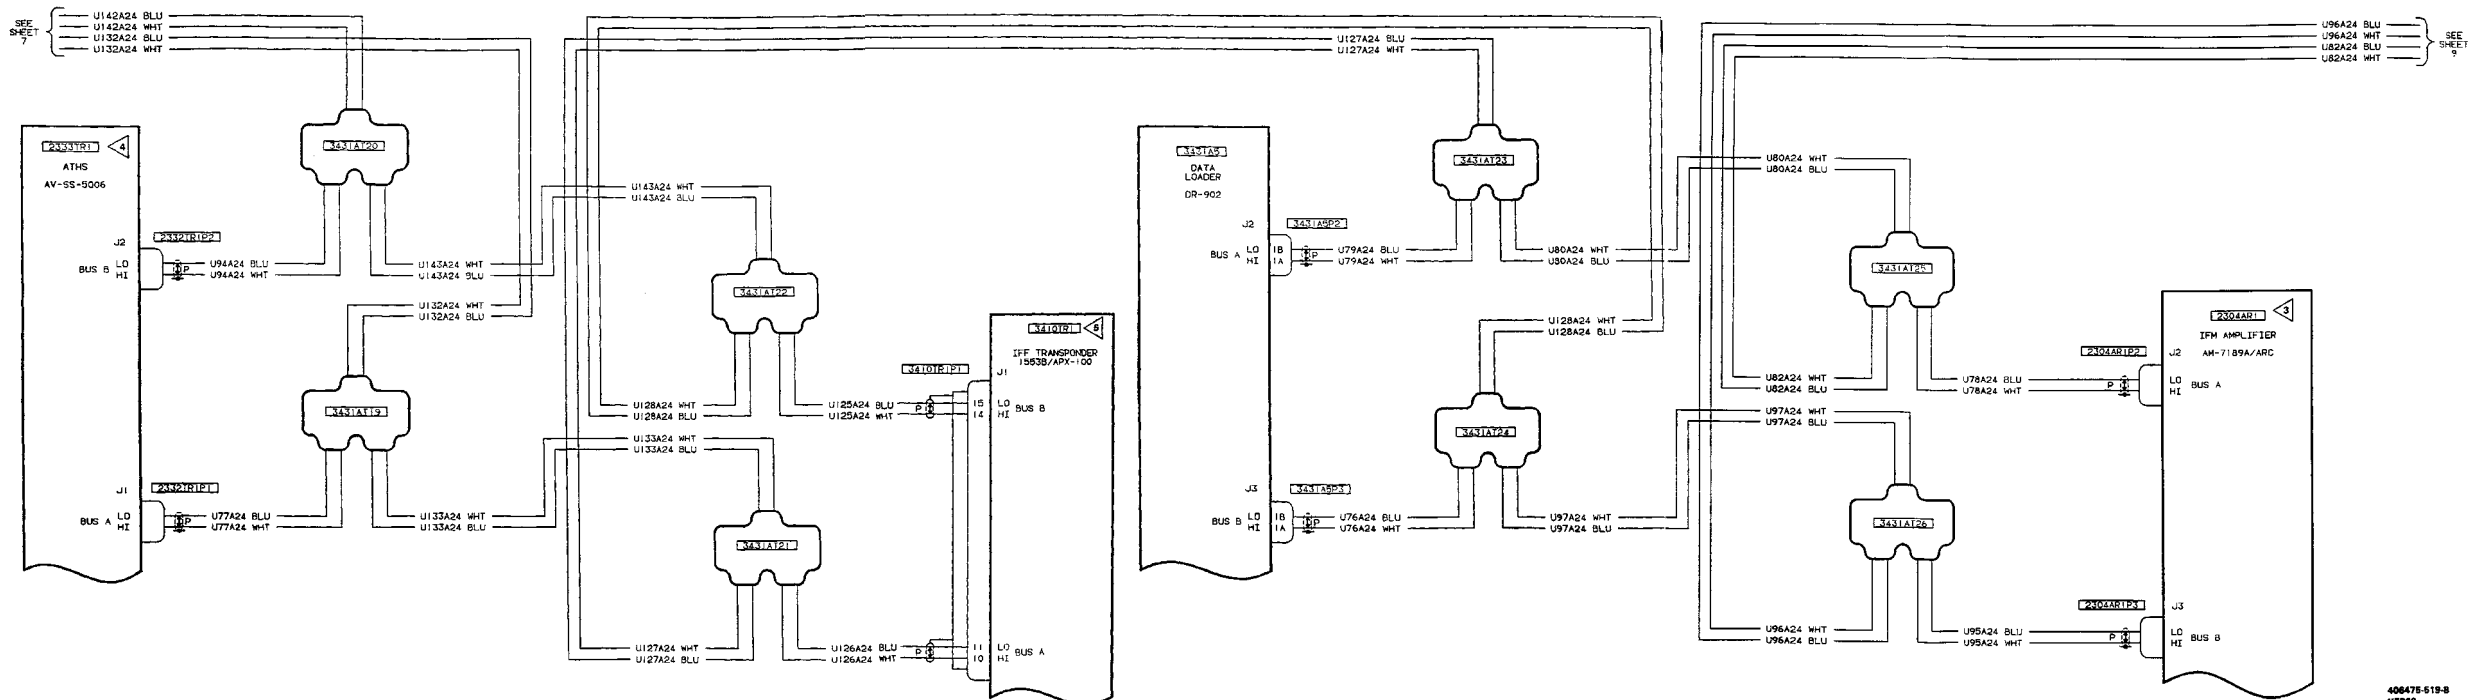 SEE
SHEET
7
U142A24 BLU
U142A24 WHT
U132A24 BLU
U132A24 WHT
2333TR1
4
ATHS
AV-SS-5006
J2
2332TR1P2
BUS B
LO
HI
P
U94A24 BLU
U94A24 WHT
J1
2332TR1P1
BUS A
LO
HI
P
U77A24 BLU
U77A24 WHT
3431AT20
U143A24 WHT
U143A24 BLU
U132A24 WHT
U132A24 BLU
3431AT19
U133A24 WHT
U133A24 BLU
U143A24 WHT
U143A24 BLU
3431AT22
U128A24 WHT
U128A24 BLU
U125A24 BLU
U125A24 WHT
P
U133A24 WHT
U133A24 BLU
3431AT21
U127A24 WHT
U127A24 BLU
U126A24 BLU
U126A24 WHT
P
3410TR1
IFF TRANSPONDER
1553B/APX-100
3410TR1P1
J1
15 LO
14 HI
BUS B
11 LO
10 HI
BUS A
U127A24 BLU
U127A24 WHT
3431A5
DATA
LOADER
DR-902
J2
3431A5P2
BUS A
LO 1B
HI 1A
P
U79A24 BLU
U79A24 WHT
J3
3431A5P3
BUS B
LO 1B
HI 1A
P
U76A24 BLU
U76A24 WHT
3431AT23
U80A24 WHT
U80A24 BLU
U128A24 WHT
U128A24 BLU
3431AT24
U97A24 WHT
U97A24 BLU
U80A24 WHT
U80A24 BLU
3431AT25
U82A24 WHT
U82A24 BLU
U78A24 BLU
U78A24 WHT
P
U97A24 WHT
U97A24 BLU
3431AT26
U96A24 WHT
U96A24 BLU
U95A24 BLU
U95A24 WHT
P
U96A24 BLU
U96A24 WHT
U82A24 BLU
U82A24 WHT
SEE
SHEET
9
2304AR1
3
IFM AMPLIFIER
AM-7189A/ARC
2304AR1P2
J2
LO
HI
BUS A
2304AR1P3
J3
LO
HI
BUS B
406475-519-8